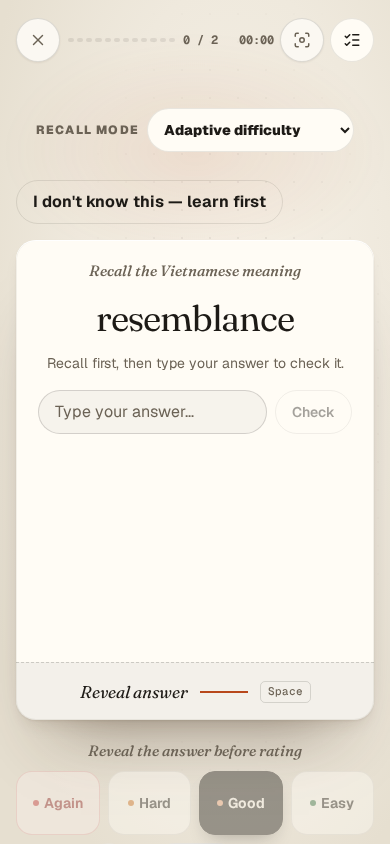 0 / 2 00:00
RECALL MODE Adaptive difficulty
I don't know this — learn first
Recall the Vietnamese meaning
resemblance
Recall first, then type your answer to check it.
Type your answer... Check
Reveal answer Space
Reveal the answer before rating
Again Hard Good Easy